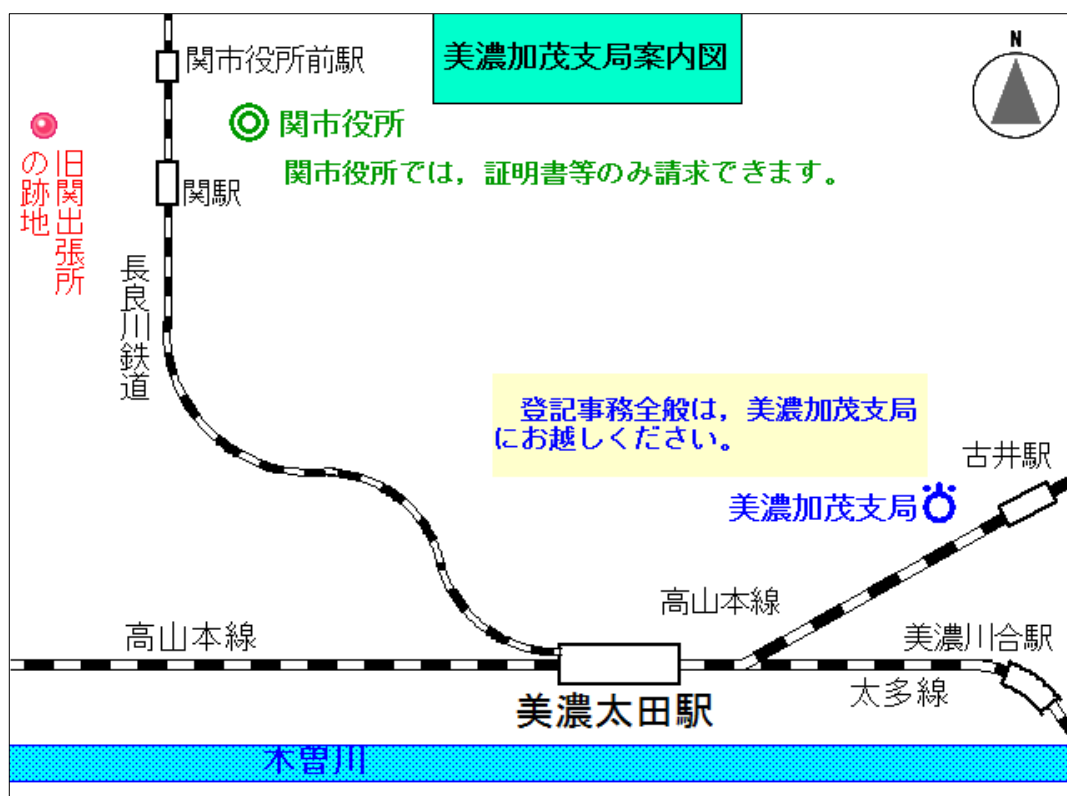 美濃加茂支局案内図
N
関市役所前駅
関市役所
関市役所では，証明書等のみ請求できます。
旧関出張所
の跡地
関駅
長良川鉄道
登記事務全般は，美濃加茂支局
にお越しください。
古井駅
美濃加茂支局
高山本線
高山本線
美濃川合駅
太多線
美濃太田駅
木曽川